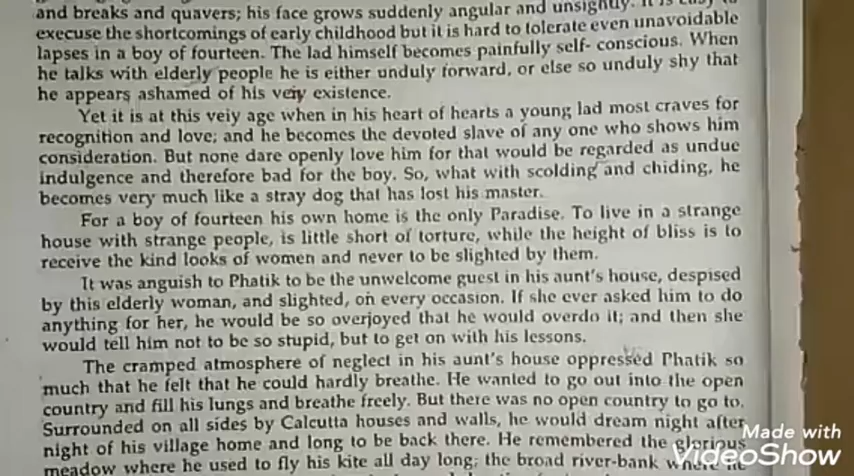 and breaks and quavers; his face grows suddenly angular and unsightly. It is easy to
execuse the shortcomings of early childhood but it is hard to tolerate even unavoidable
lapses in a boy of fourteen. The lad himself becomes painfully self- conscious. When
he talks with elderly people he is either unduly forward, or else so unduly shy that
he appears ashamed of his veiy existence.
Yet it is at this veiy age when in his heart of hearts a young lad most craves for
recognition and love; and he becomes the devoted slave of any one who shows him
consideration. But none dare openly love him for that would be regarded as undue
indulgence and therefore bad for the boy. So, what with scolding and chiding, he
becomes very much like a stray dog that has lost his master.
For a boy of fourteen his own home is the only Paradise. To live in a strange
house with strange people, is little short of torture, while the height of bliss is to
receive the kind looks of women and never to be slighted by them.
It was anguish to Phatik to be the unwelcome guest in his aunt's house, despised
by this elderly woman, and slighted, on every occasion. If she ever asked him to do
anything for her, he would be so overjoyed that he would overdo it; and then she
would tell him not to be so stupid, but to get on with his lessons.
The cramped atmosphere of neglect in his aunt's house oppressed Phatik so
much that he felt that he could hardly breathe. He wanted to go out into the open
country and fill his lungs and breathe freely. But there was no open country to go to.
Surrounded on all sides by Calcutta houses and walls, he would dream night after
night of his village home and long to be back there. He remembered the glorious
meadow where he used to fly his kite all day long; the broad river-bank
Made with
VideoShow